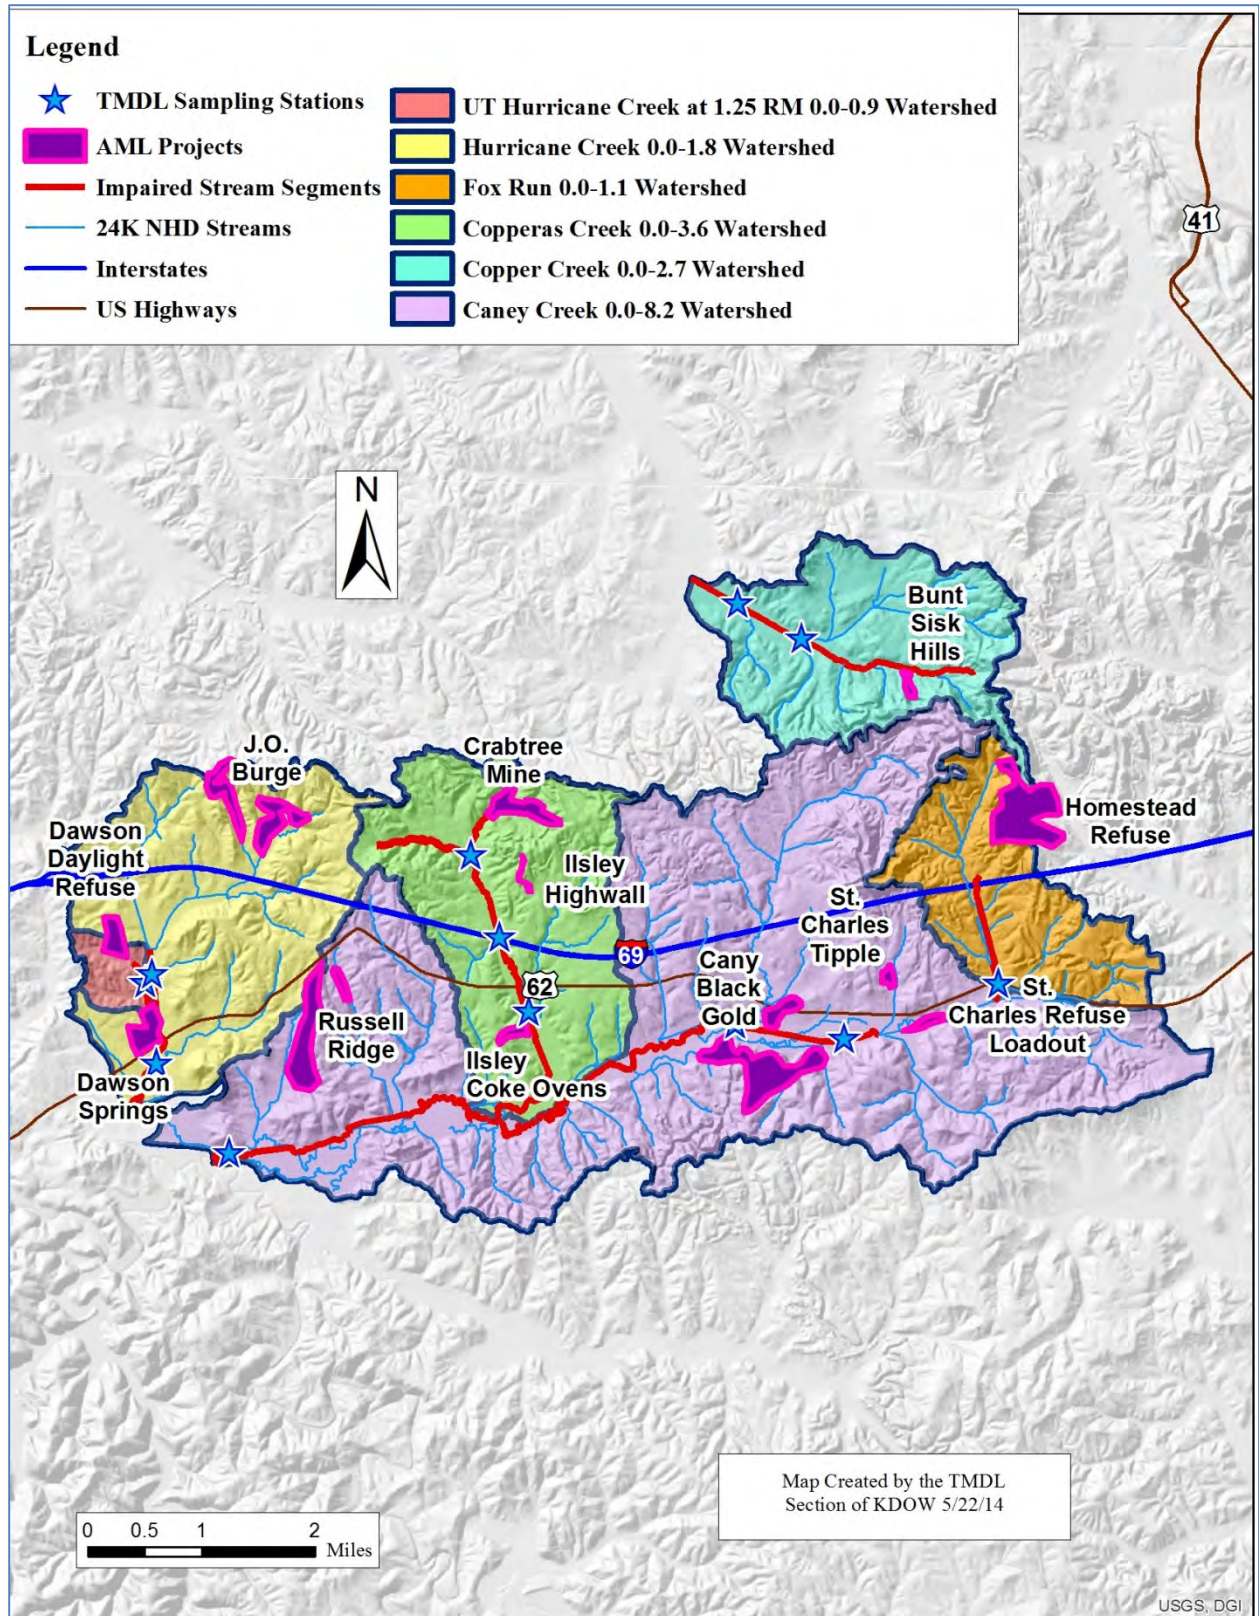 Legend
TMDL Sampling Stations
AML Projects
Impaired Stream Segments
24K NHD Streams
Interstates
US Highways
UT Hurricane Creek at 1.25 RM 0.0-0.9 Watershed
Hurricane Creek 0.0-1.8 Watershed
Fox Run 0.0-1.1 Watershed
Copperas Creek 0.0-3.6 Watershed
Copper Creek 0.0-2.7 Watershed
Caney Creek 0.0-8.2 Watershed
41
N
Bunt
Sisk
Hills
J.O.
Burge
Crabtree
Mine
Homestead
Refuse
Dawson
Daylight
Refuse
Ilsley
Highwall
St.
Charles
Tipple
69
Cany
Black
Gold
62
St.
Charles Refuse
Loadout
Russell
Ridge
Ilsley
Coke Ovens
Dawson
Springs
Map Created by the TMDL
Section of KDOW 5/22/14
0 0.5 1 2
Miles
USGS, DGI